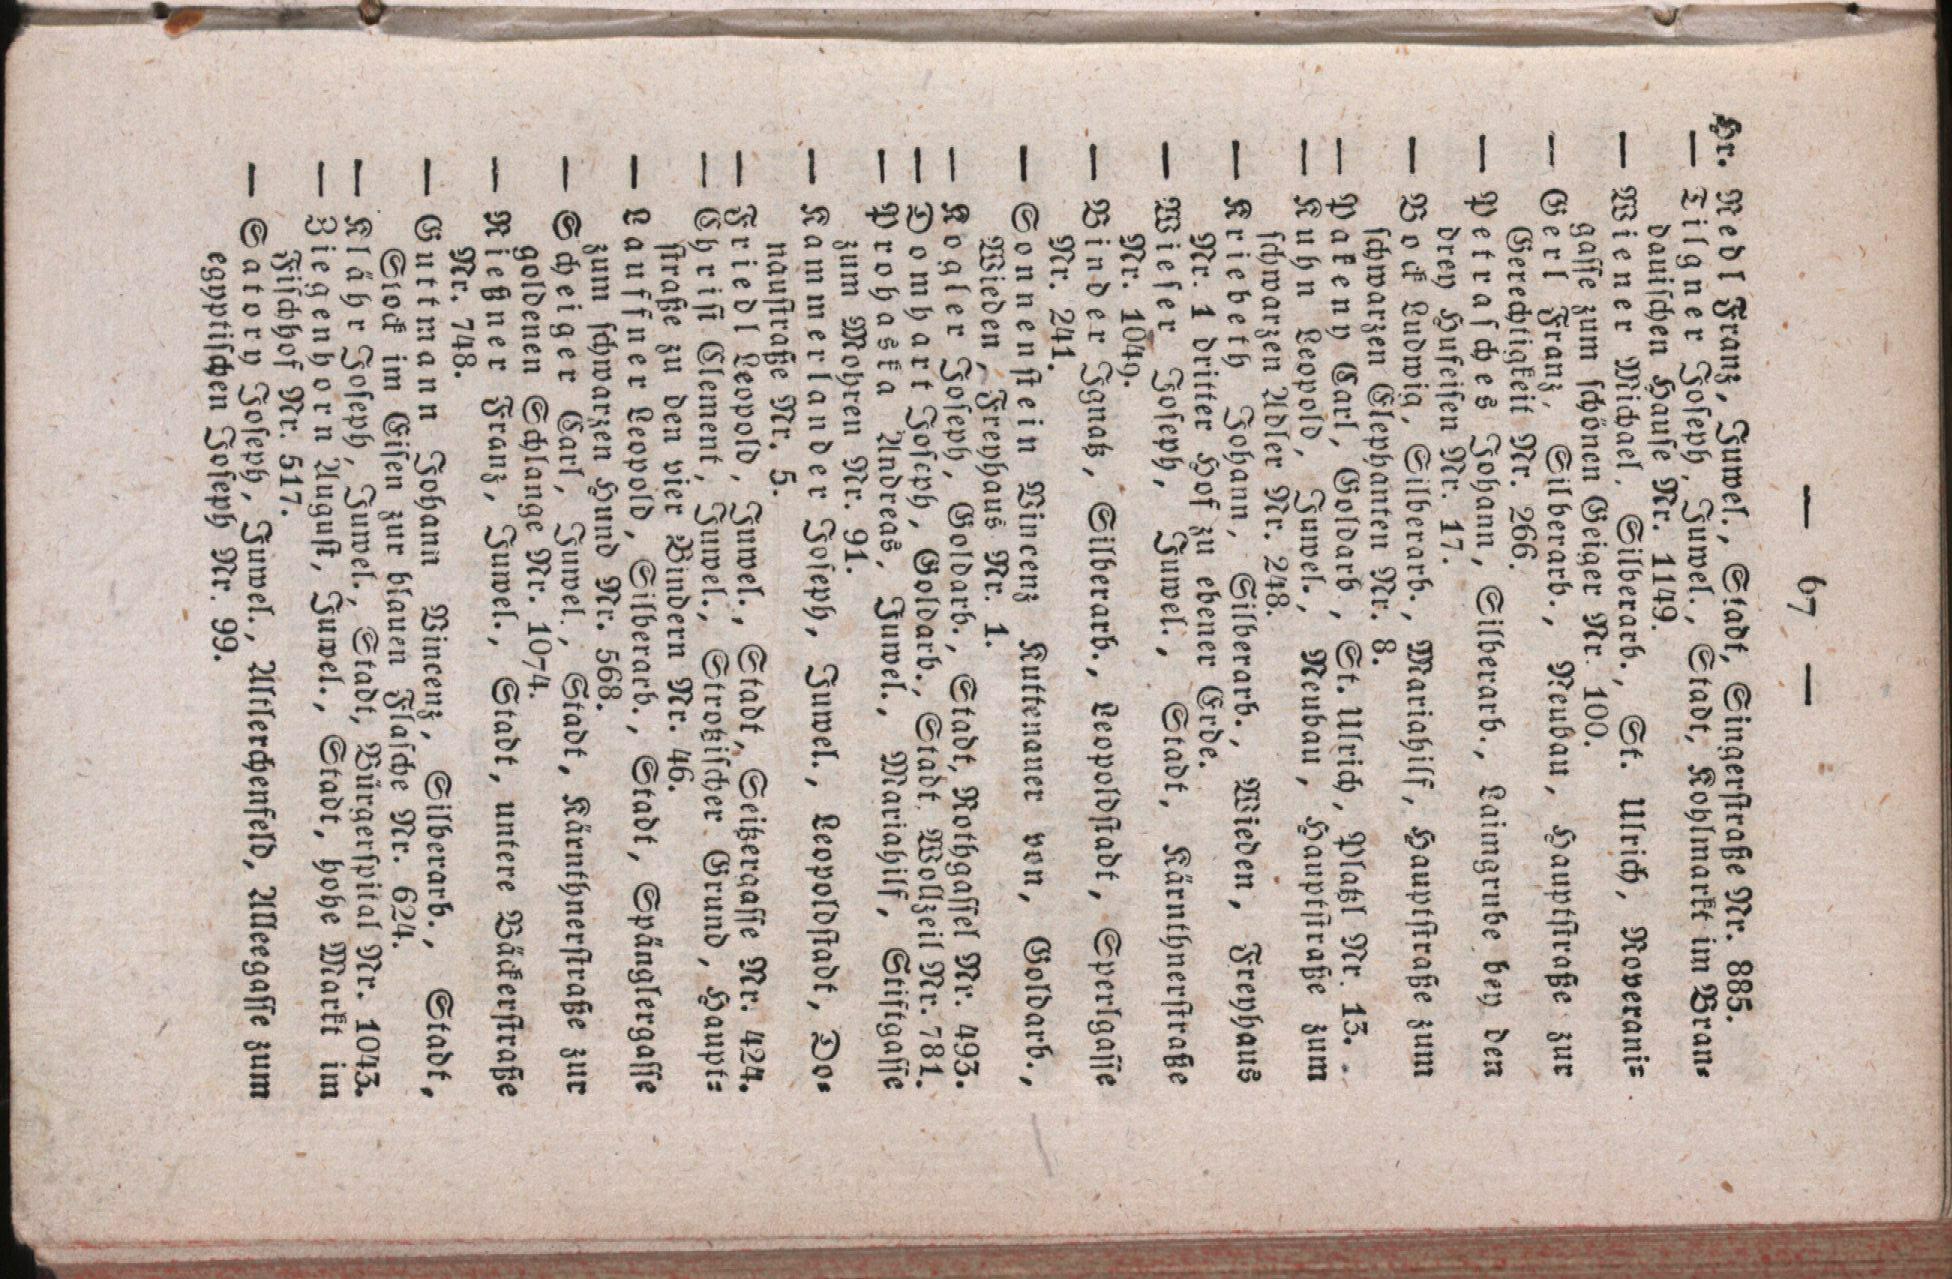 — 67 —
Hr. Redl Franz, Juwel., Stadt, Singerstraße Nr. 885.
— Tilgner Joseph, Juwel., Stadt, Kohlmarkt im Bran-
dauischen Hause Nr. 1149.
— Wiener Michael, Silberarb., St. Ulrich, Roveranis-
gasse zum schönen Geiger Nr. 100.
— Gerl Franz, Silberarb., Neubau, Hauptstraße zur
Gerechtigkeit Nr. 266.
— Petrasches Johann, Silberarb., Laimgrube bey den
drey Hufeisen Nr. 17.
— Bock Ludwig, Silberarb., Mariahilf, Hauptstraße zum
schwarzen Elephanten Nr. 8.
— Pakeny Carl, Goldarb, St. Ulrich, Platzl Nr. 13.
— Kuhn Leopold, Juwel., Neubau, Hauptstraße zum
schwarzen Adler Nr. 248.
— Kriebeth Johann, Silberarb., Wieden, Freyhaus
Nr. 1 dritter Hof zu ebener Erde.
— Wieser Joseph, Juwel., Stadt, Kärnthnerstraße
Nr. 1049.
— Binder Ignatz, Silberarb., Leopoldstadt, Sperlgasse
Nr. 241.
— Sonnenstein Vincenz Kuttenauer von, Goldarb.,
Wieden, Freyhaus Nr. 1.
— Kogler Joseph, Goldarb., Stadt, Rothgassel Nr. 493.
— Domhart Joseph, Goldarb., Stadt Wollzeil Nr. 781.
— Prohaska Andreas, Juwel., Mariahilf, Stiftgasse
zum Mohren Nr. 91.
— Kammerlander Joseph, Juwel., Leopoldstadt, Do-
naustraße Nr. 5.
— Friedl Leopold, Juwel., Stadt, Seitzergasse Nr. 424.
— Christ Clement, Juwel., Strotzischer Grund, Haupt-
straße zu den vier Bindern Nr. 46.
— Lauffner Leopold, Silberarb., Stadt, Spänglergasse
zum schwarzen Hund Nr. 568.
— Scheiger Carl, Juwel., Stadt, Kärnthnerstraße zur
goldenen Schlange Nr. 1074.
— Rießner Franz, Juwel., Stadt, untere Bäckerstraße
Nr. 748.
— Guttmann Johann Vincenz, Silberarb., Stadt,
Stock im Eisen zur blauen Flasche Nr. 624.
— Klähr Joseph, Juwel., Stadt, Bürgerspital Nr. 1043.
— Ziegenhorn August, Juwel., Stadt, hohe Markt im
Fischhof Nr. 517.
— Satory Joseph, Juwel., Altlerchenfeld, Alleegasse zum
egyptischen Joseph Nr. 99.